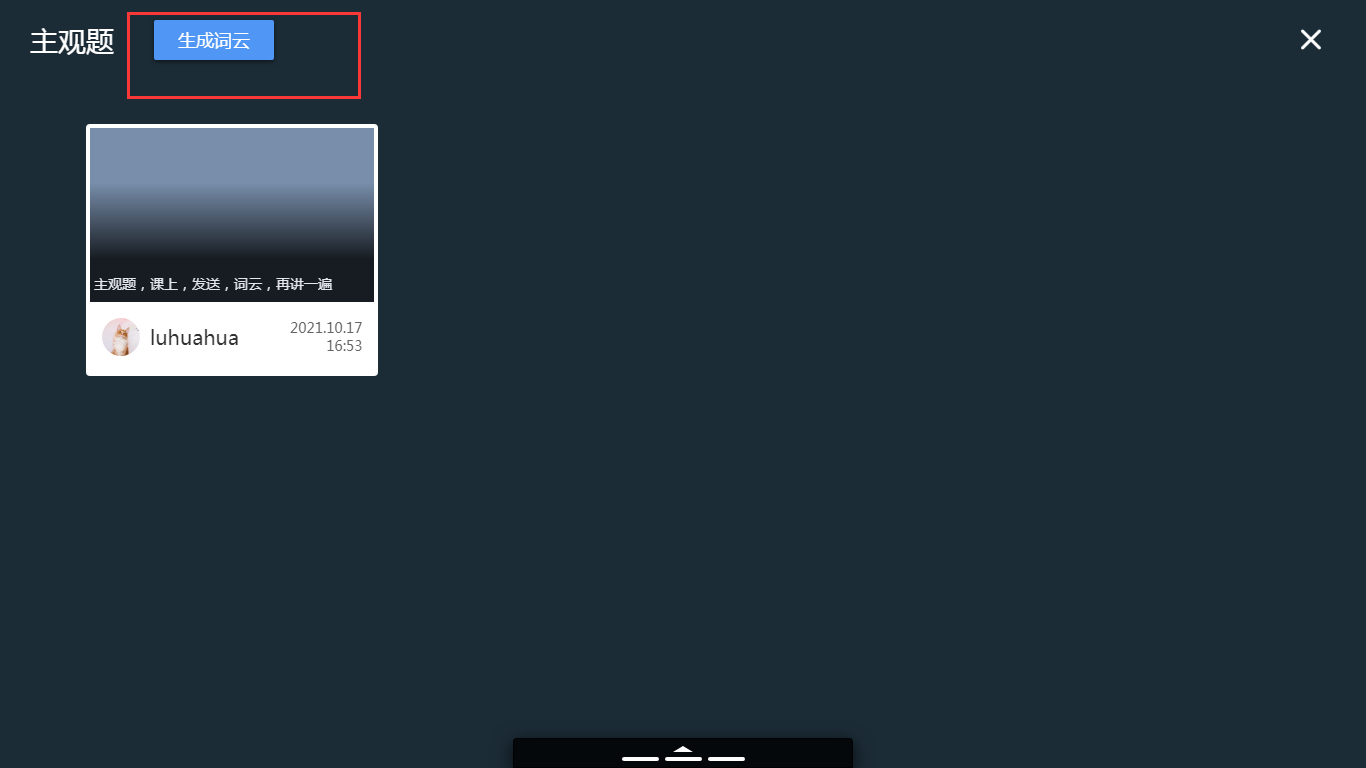 主观题
生成词云
主观题，课上，发送，词云，再讲一遍
luhuahua
2021.10.17
16:53